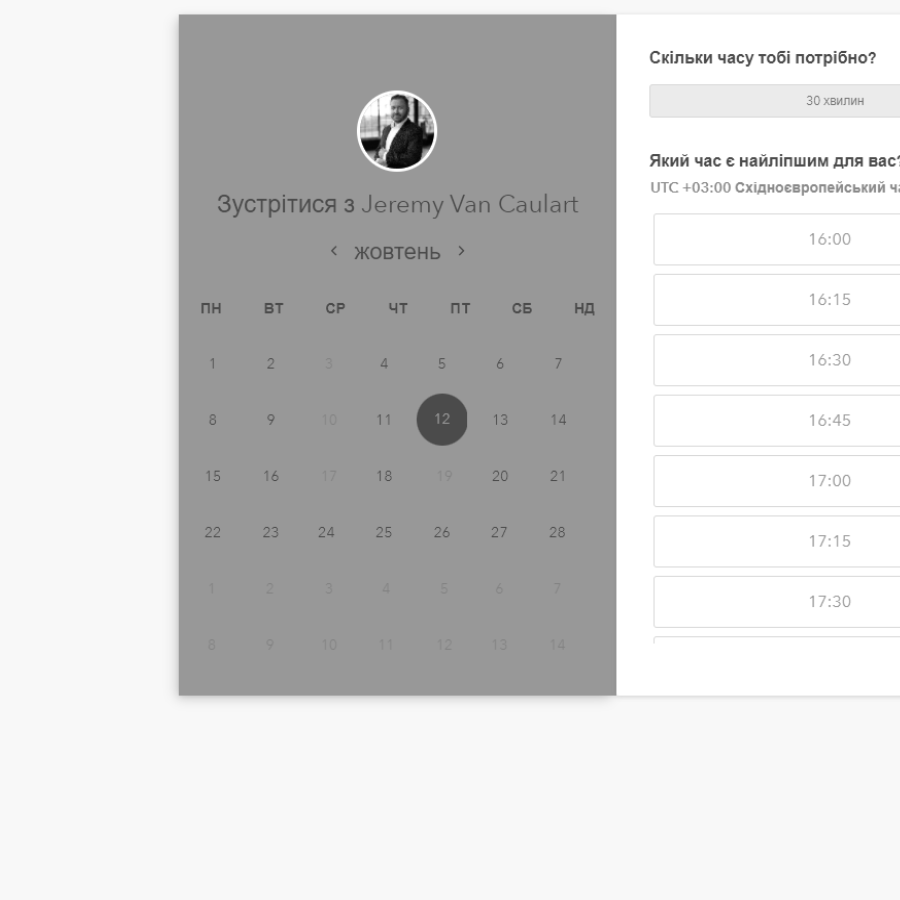 Зустрітися з Jeremy Van Caulart
< жовтень >
ПН ВТ СР ЧТ ПТ СБ НД
1 2 3 4 5 6 7
8 9 10 11 12 13 14
15 16 17 18 19 20 21
22 23 24 25 26 27 28
1 2 3 4 5 6 7
8 9 10 11 12 13 14
Скільки часу тобі потрібно?
30 хвилин
Який час є найліпшим для вас?
UTC +03:00 Східноєвропейський
16:00
16:15
16:30
16:45
17:00
17:15
17:30